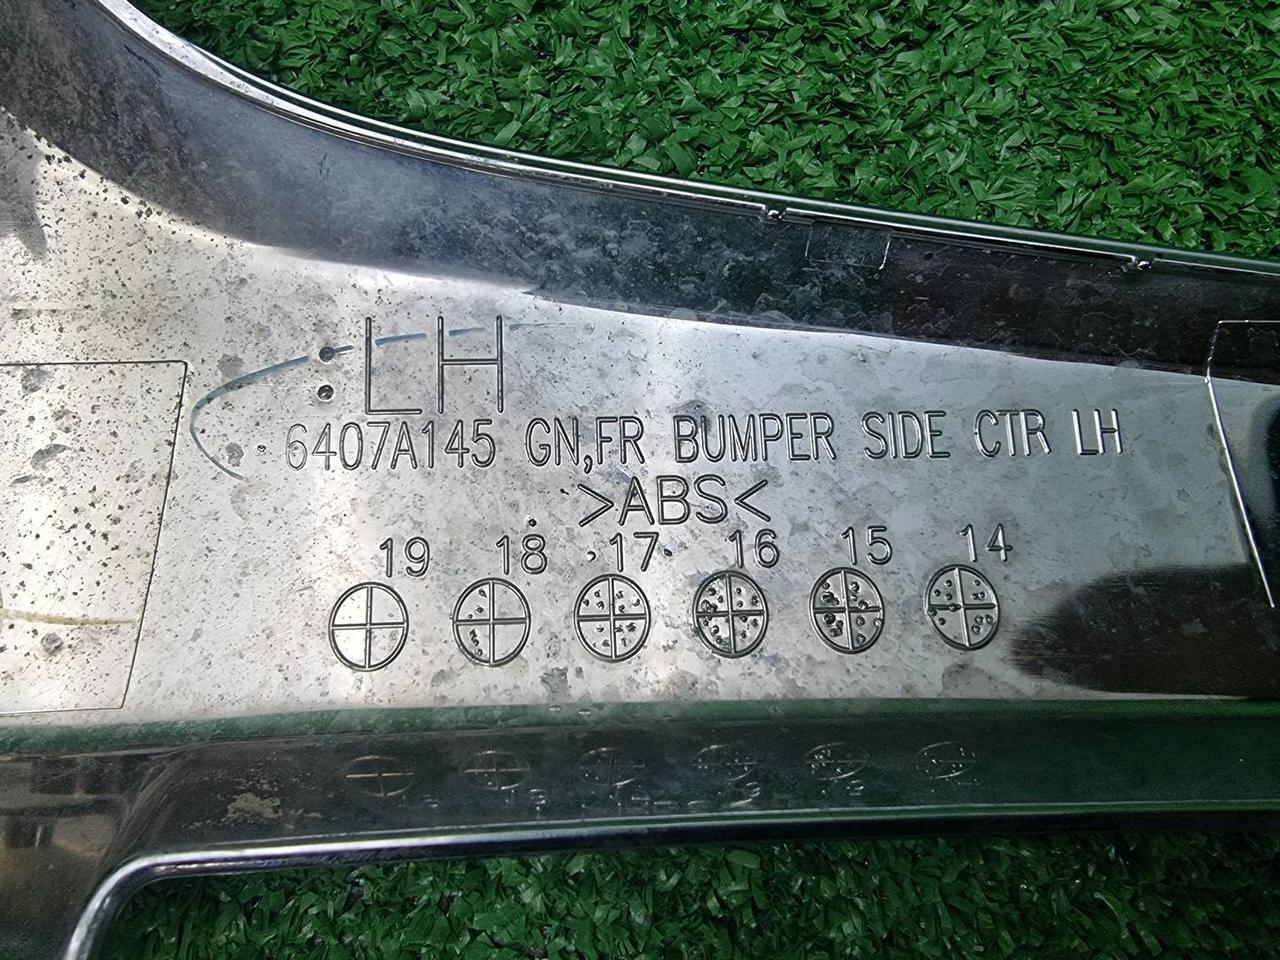 LH
6407A145 GN,FR BUMPER SIDE CTR LH
>ABS<
19 18 17 16 15 14